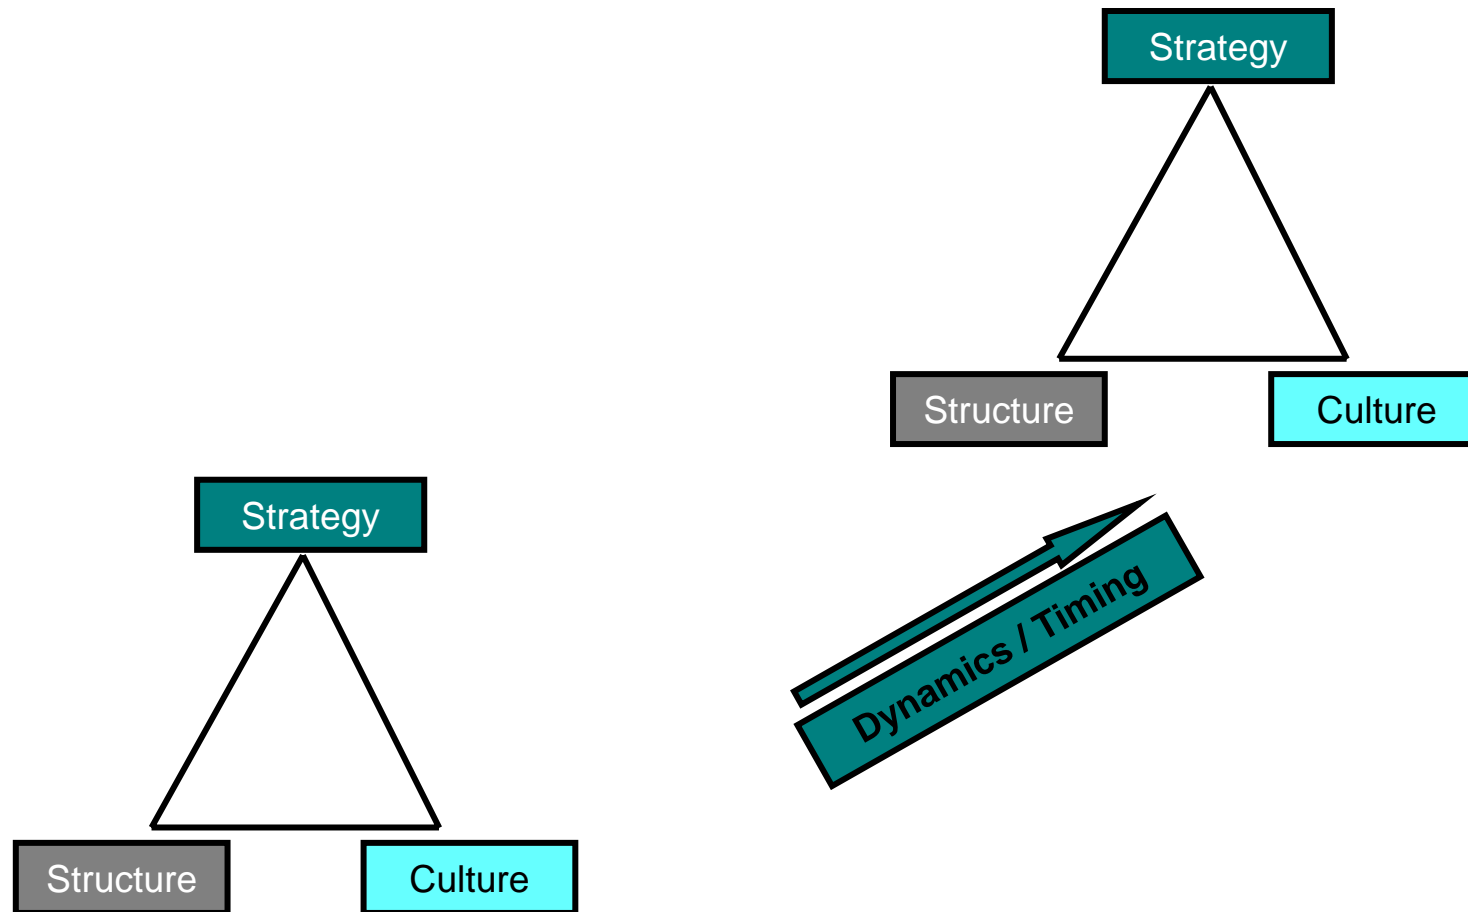 Strategy
Structure
Culture
Strategy
Dynamics / Timing
Structure
Culture